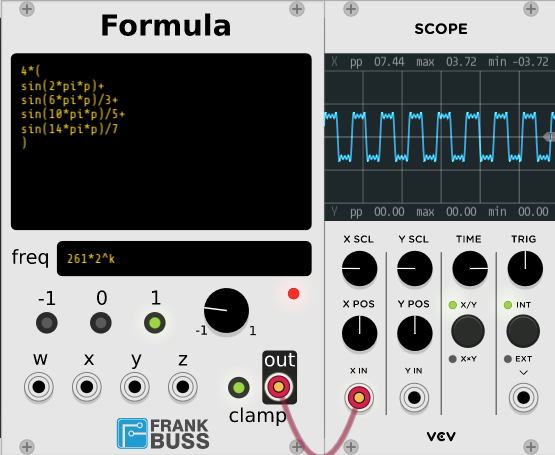 Formula
SCOPE
4*(
sin(2*pi*p)+
sin(6*pi*p)/3+
sin(10*pi*p)/5+
sin(14*pi*p)/7
)
X pp 07.44 max 03.72 min -03.72
Y pp 00.00 max 00.00 min 00.00
freq 261*2^k
-1 0 1
-1 1
w x y z
out
clamp
FRANK
BUSS
X SCL Y SCL TIME TRIG
X POS Y POS X/Y INT
X×Y EXT
X IN Y IN
VCV